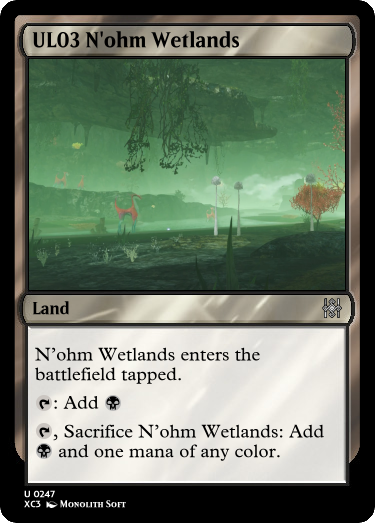 UL03 N'ohm Wetlands
Land
N'ohm Wetlands enters the
battlefield tapped.
: Add
, Sacrifice N'ohm Wetlands: Add
and one mana of any color.
U 0247
XC3 Monolith Soft